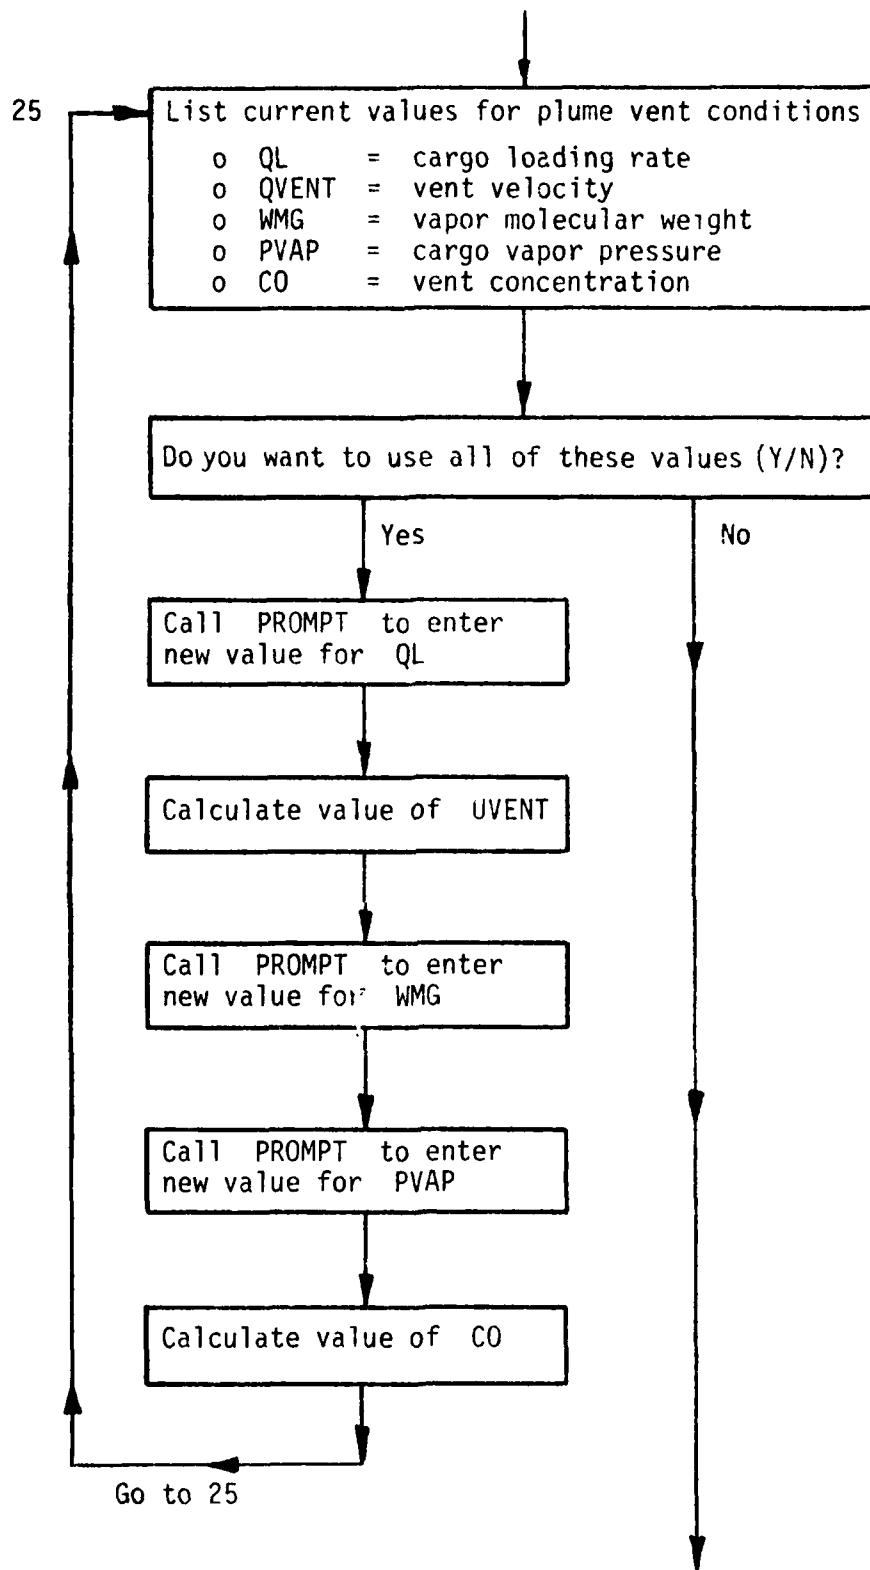 25
List current values for plume vent conditions
o QL = cargo loading rate
o QVENT = vent velocity
o WMG = vapor molecular weight
o PVAP = cargo vapor pressure
o CO = vent concentration
Do you want to use all of these values (Y/N)?
Yes
No
Call PROMPT to enter
new value for QL
Calculate value of UVENT
Call PROMPT to enter
new value for WMG
Call PROMPT to enter
new value for PVAP
Calculate value of CO
Go to 25